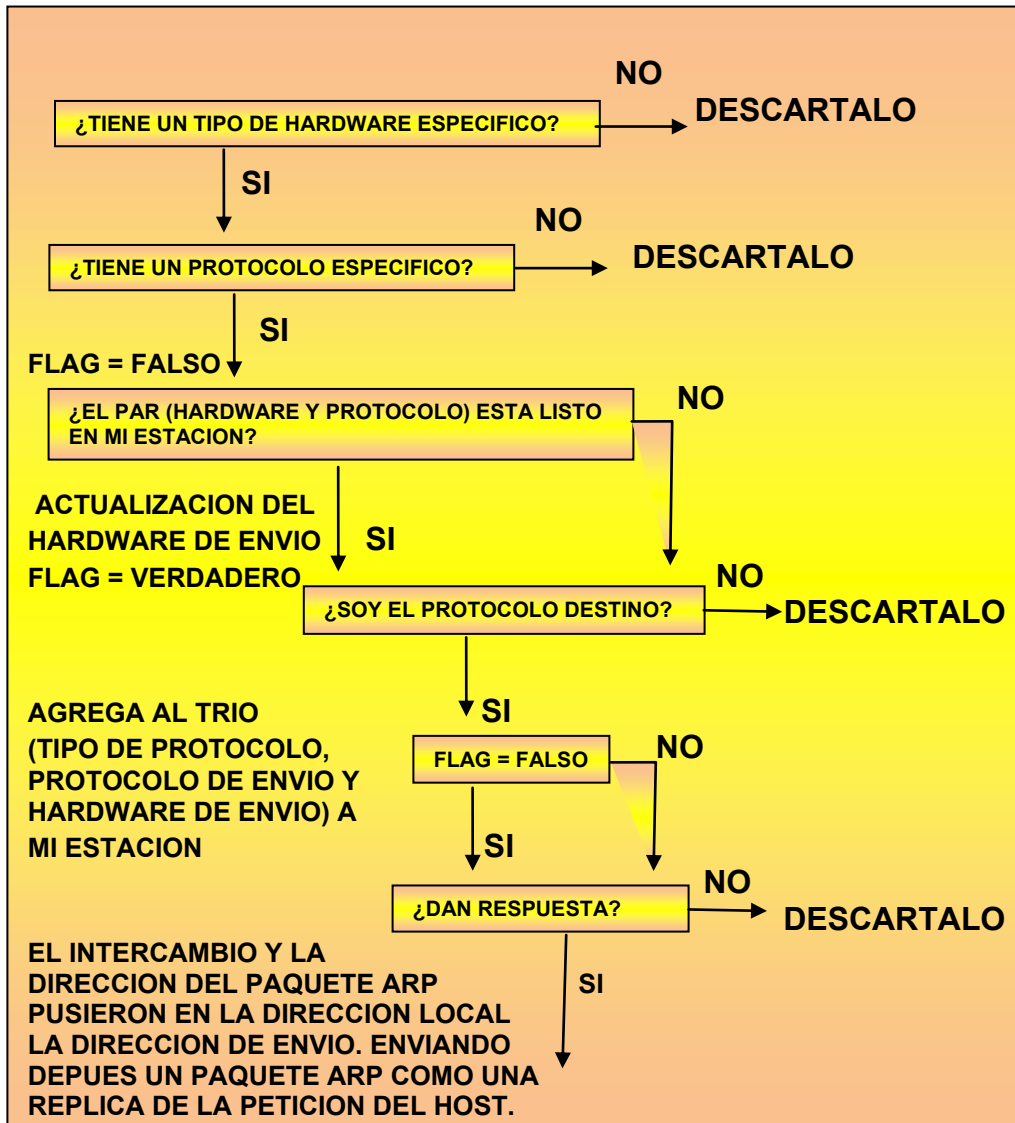 NO
¿TIENE UN TIPO DE HARDWARE ESPECIFICO?
DESCARTALO
SI
NO
¿TIENE UN PROTOCOLO ESPECIFICO?
DESCARTALO
SI
FLAG = FALSO
¿EL PAR (HARDWARE Y PROTOCOLO) ESTA LISTO
EN MI ESTACION?
NO
ACTUALIZACION DEL
HARDWARE DE ENVIO
FLAG = VERDADERO
SI
¿SOY EL PROTOCOLO DESTINO?
NO
DESCARTALO
SI
AGREGA AL TRIO
(TIPO DE PROTOCOLO,
PROTOCOLO DE ENVIO Y
HARDWARE DE ENVIO) A
MI ESTACION
FLAG = FALSO
NO
SI
¿DAN RESPUESTA?
NO
DESCARTALO
SI
EL INTERCAMBIO Y LA
DIRECCION DEL PAQUETE ARP
PUSIERON EN LA DIRECCION LOCAL
LA DIRECCION DE ENVIO. ENVIANDO
DEPUES UN PAQUETE ARP COMO UNA
REPLICA DE LA PETICION DEL HOST.